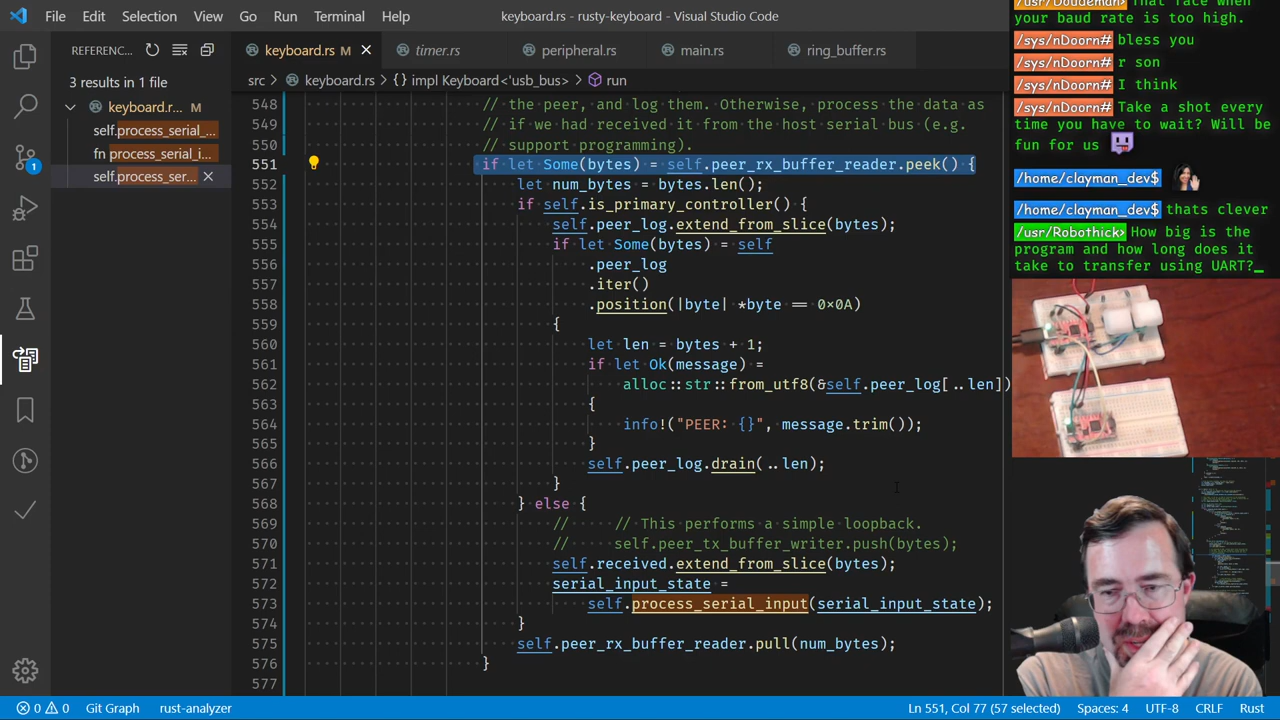 File Edit Selection View Go Run Terminal Help keyboard.rs - rusty-keyboard - Visual Studio Code
REFERENC...
3 results in 1 file
keyboard.r... M
self.process_serial_...
fn process_serial_i...
self.process_ser...
1
keyboard.rs M timer.rs peripheral.rs main.rs ring_buffer.rs
src > keyboard.rs > {} impl Keyboard<'usb_bus> > run
548 // the peer, and log them. Otherwise, process the data as
549 // if we had received it from the host serial bus (e.g.
550 // support programming).
551 if let Some(bytes) = self.peer_rx_buffer_reader.peek() {
552 let num_bytes = bytes.len();
553 if self.is_primary_controller() {
554 self.peer_log.extend_from_slice(bytes);
555 if let Some(bytes) = self
556 .peer_log
557 .iter()
558 .position(|byte| *byte == 0x0A)
559 {
560 let len = bytes + 1;
561 if let Ok(message) =
562 alloc::str::from_utf8(&self.peer_log[..len])
563 {
564 info!("PEER: {}", message.trim());
565 }
566 self.peer_log.drain(..len);
567 }
568 } else {
569 // // This performs a simple loopback.
570 // self.peer_tx_buffer_writer.push(bytes);
571 self.received.extend_from_slice(bytes);
572 serial_input_state =
573 self.process_serial_input(serial_input_state);
574 }
575 self.peer_rx_buffer_reader.pull(num_bytes);
576 }
577
/usr/Doudeman> That face when
your baud rate is too high.
/sys/nDoorn# bless you
/sys/nDoorn# r son
/sys/nDoorn# I think
/sys/nDoorn# Take a shot every
time you have to wait? Will be
fun for us
/home/clayman_dev$
/home/clayman_dev$ thats clever
/usr/Robothick> How big is the
program and how long does it
take to transfer using UART?_
0 0 Git Graph rust-analyzer Ln 551, Col 77 (57 selected) Spaces: 4 UTF-8 CRLF Rust